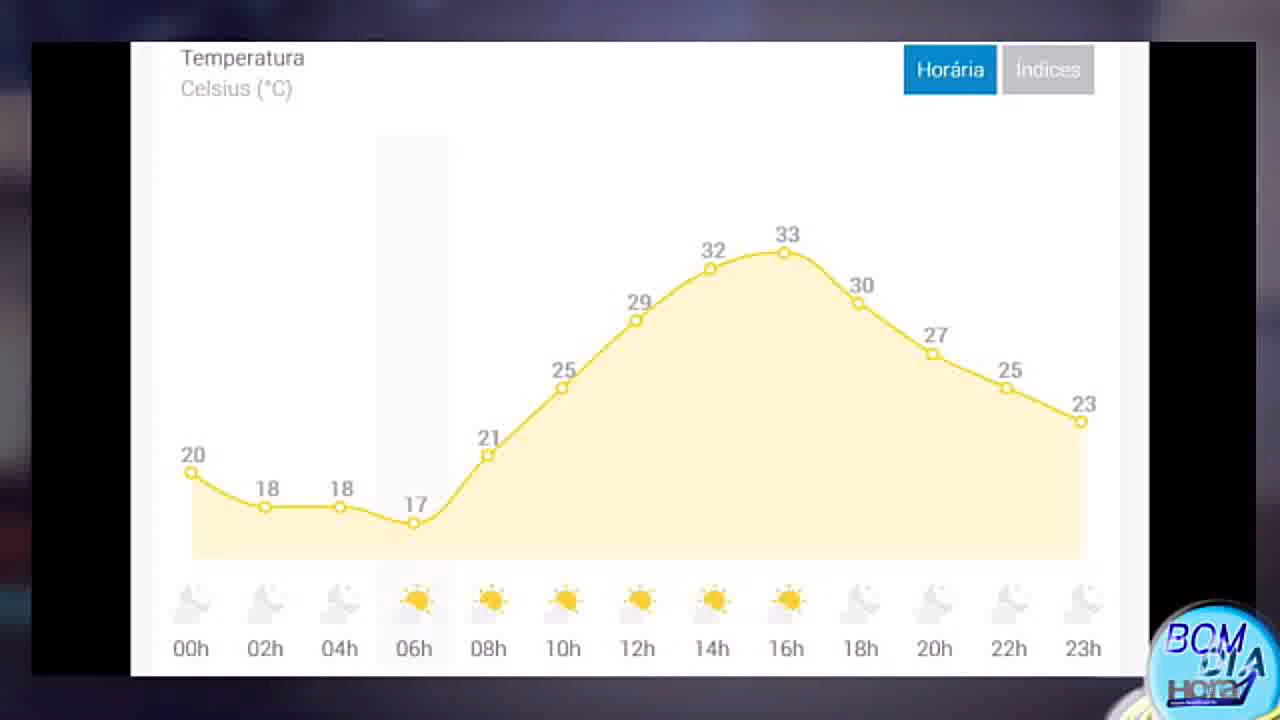 Temperatura
Celsius (°C)
Horária
Índices
33
32
30
29
27
25
25
23
21
20
18
18
17
00h 02h 04h 06h 08h 10h 12h 14h 16h 18h 20h 22h 23h
BOM
DIA
Hora